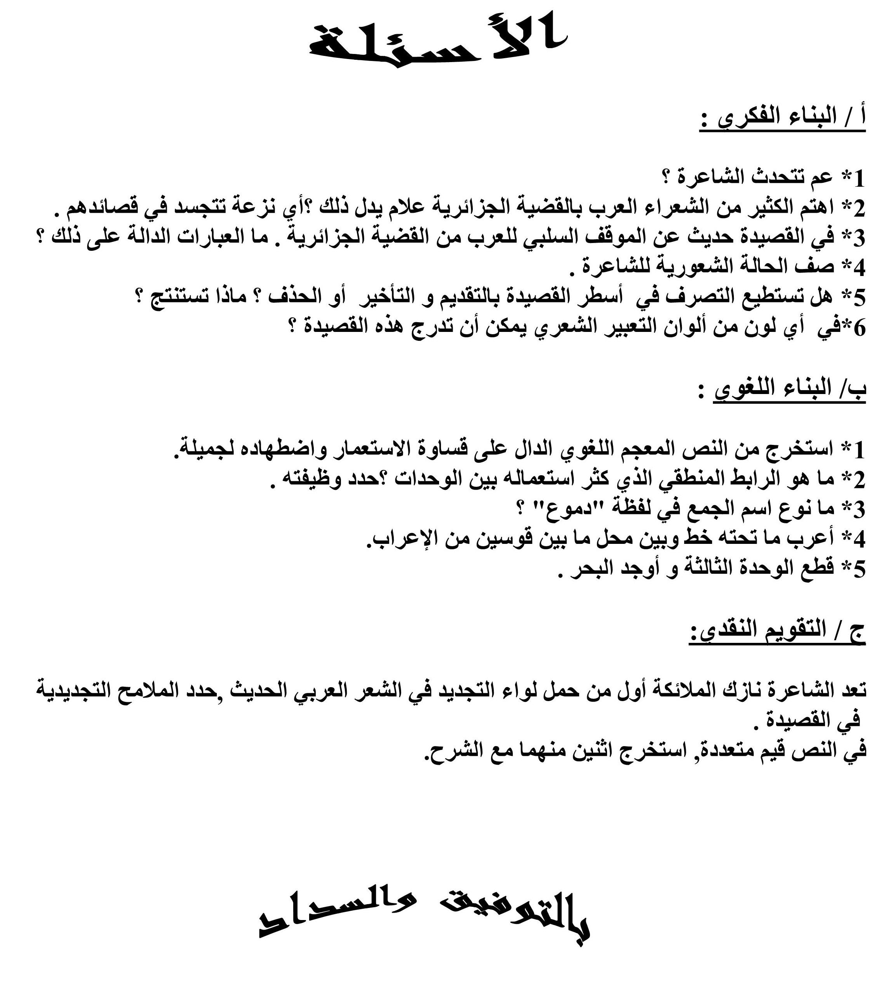 الأسئلة
أ / البناء الفكري :
1* عم تتحدث الشاعرة ؟
2* اهتم الكثير من الشعراء العرب بالقضية الجزائرية علام يدل ذلك ؟أي نزعة تتجسد في قصائدهم .
3* في القصيدة حديث عن الموقف السلبي للعرب من القضية الجزائرية . ما العبارات الدالة على ذلك ؟
4* صف الحالة الشعورية للشاعرة .
5* هل تستطيع التصرف في أسطر القصيدة بالتقديم و التأخير أو الحذف ؟ ماذا تستنتج ؟
6*في أي لون من ألوان التعبير الشعري يمكن أن تدرج هذه القصيدة ؟
ب/ البناء اللغوي :
1* استخرج من النص المعجم اللغوي الدال على قساوة الاستعمار واضطهاده لجميلة.
2* ما هو الرابط المنطقي الذي كثر استعماله بين الوحدات ؟حدد وظيفته .
3* ما نوع اسم الجمع في لفظة "دموع" ؟
4* أعرب ما تحته خط وبين محل ما بين قوسين من الإعراب.
5* قطع الوحدة الثالثة و أوجد البحر .
ج / التقويم النقدي:
تعد الشاعرة نازك الملائكة أول من حمل لواء التجديد في الشعر العربي الحديث ,حدد الملامح التجديدية
في القصيدة .
في النص قيم متعددة, استخرج اثنين منهما مع الشرح.
بالتوفيق والسداد